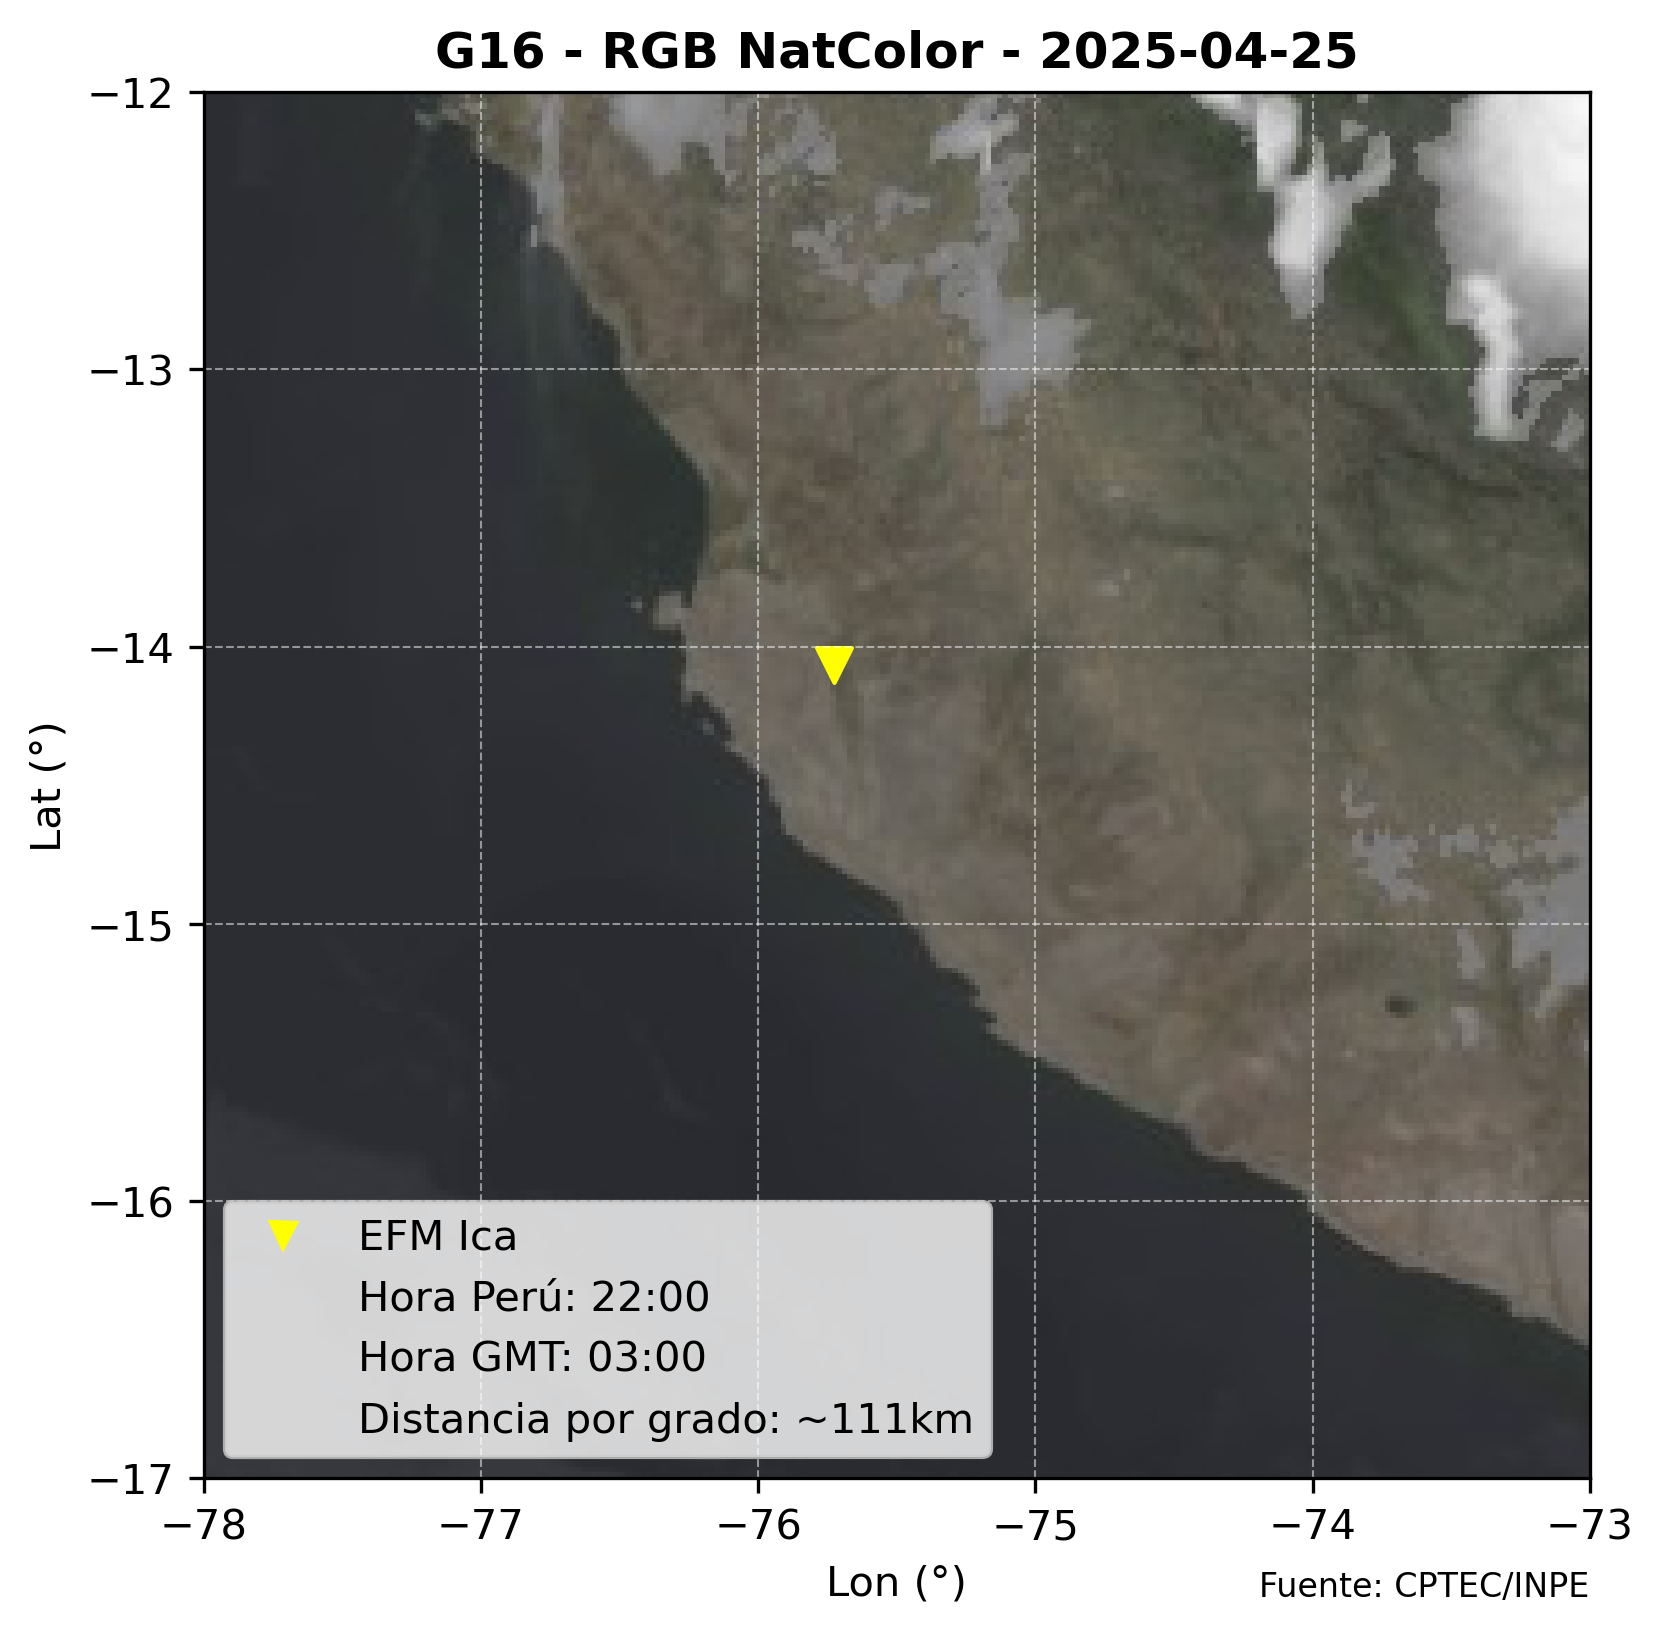 G16 - RGB NatColor - 2025-04-25
−12
−13
−14
−15
−16
−17
Lat (°)
EFM Ica
Hora Perú: 22:00
Hora GMT: 03:00
Distancia por grado: ~111km
−78
−77
−76
−75
−74
−73
Lon (°)
Fuente: CPTEC/INPE